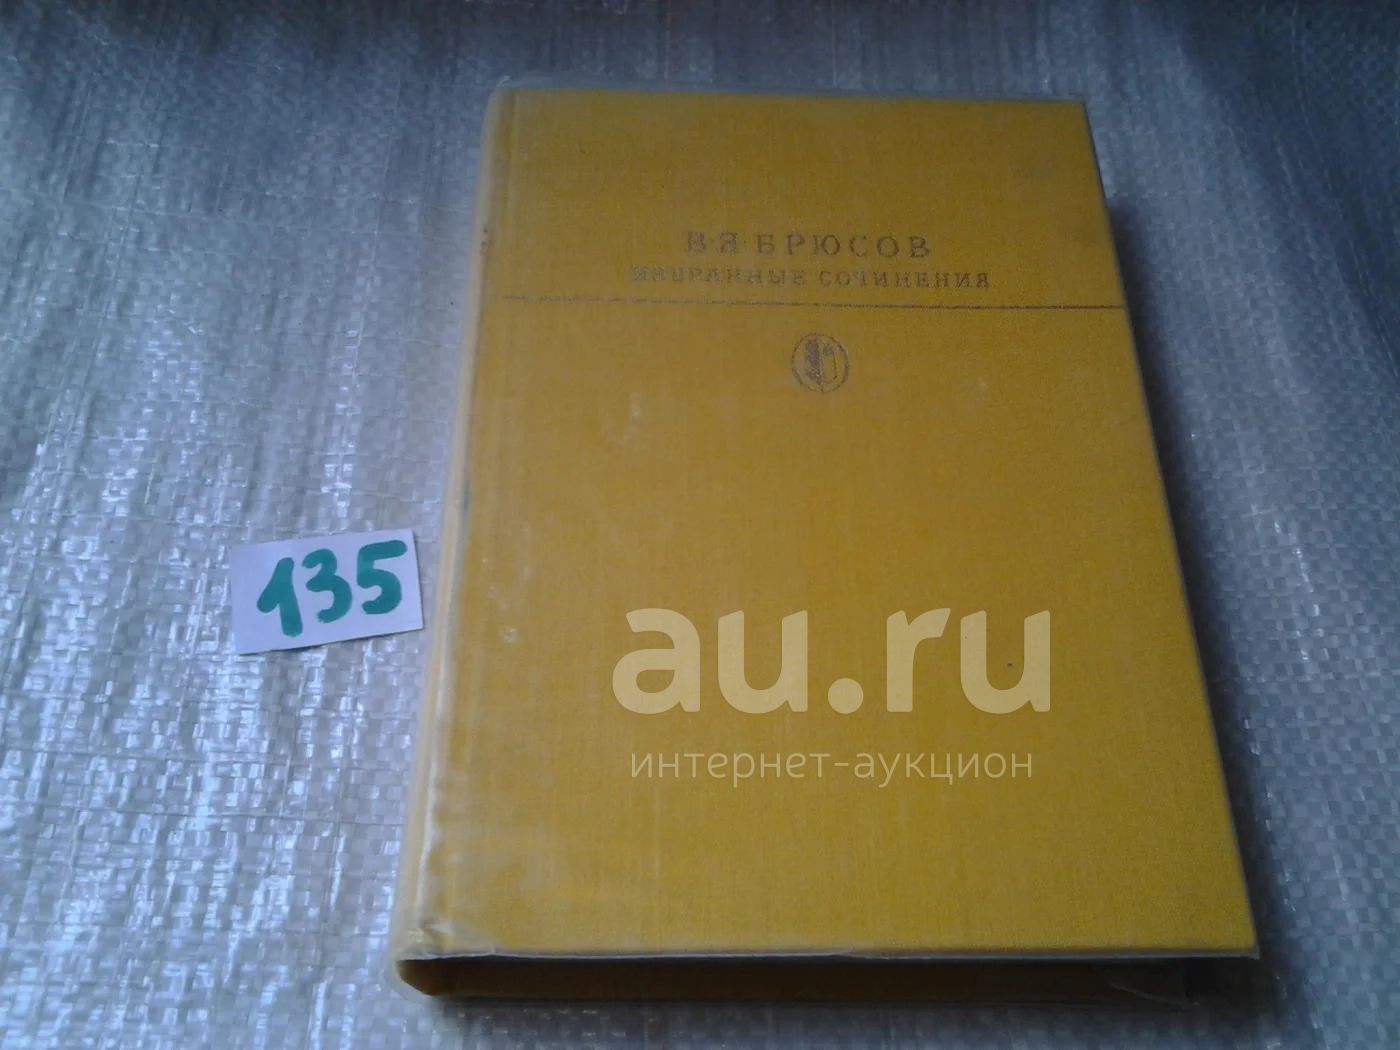 В·Я·БРЮСОВ
ИЗБРАННЫЕ СОЧИНЕНИЯ
135
au.ru
интернет-аукцион